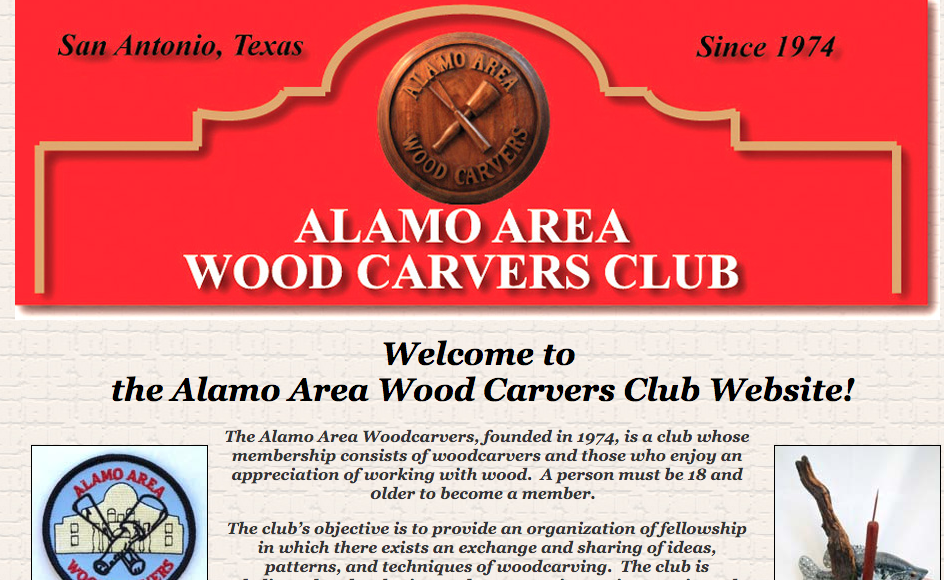 San Antonio, Texas
Since 1974
ALAMO AREA
WOOD CARVERS
ALAMO AREA
WOOD CARVERS CLUB
Welcome to
the Alamo Area Wood Carvers Club Website!
The Alamo Area Woodcarvers, founded in 1974, is a club whose
membership consists of woodcarvers and those who enjoy an
appreciation of working with wood.  A person must be 18 and
older to become a member.
The club's objective is to provide an organization of fellowship
in which there exists an exchange and sharing of ideas,
patterns, and techniques of woodcarving.  The club is
ALAMO AREA